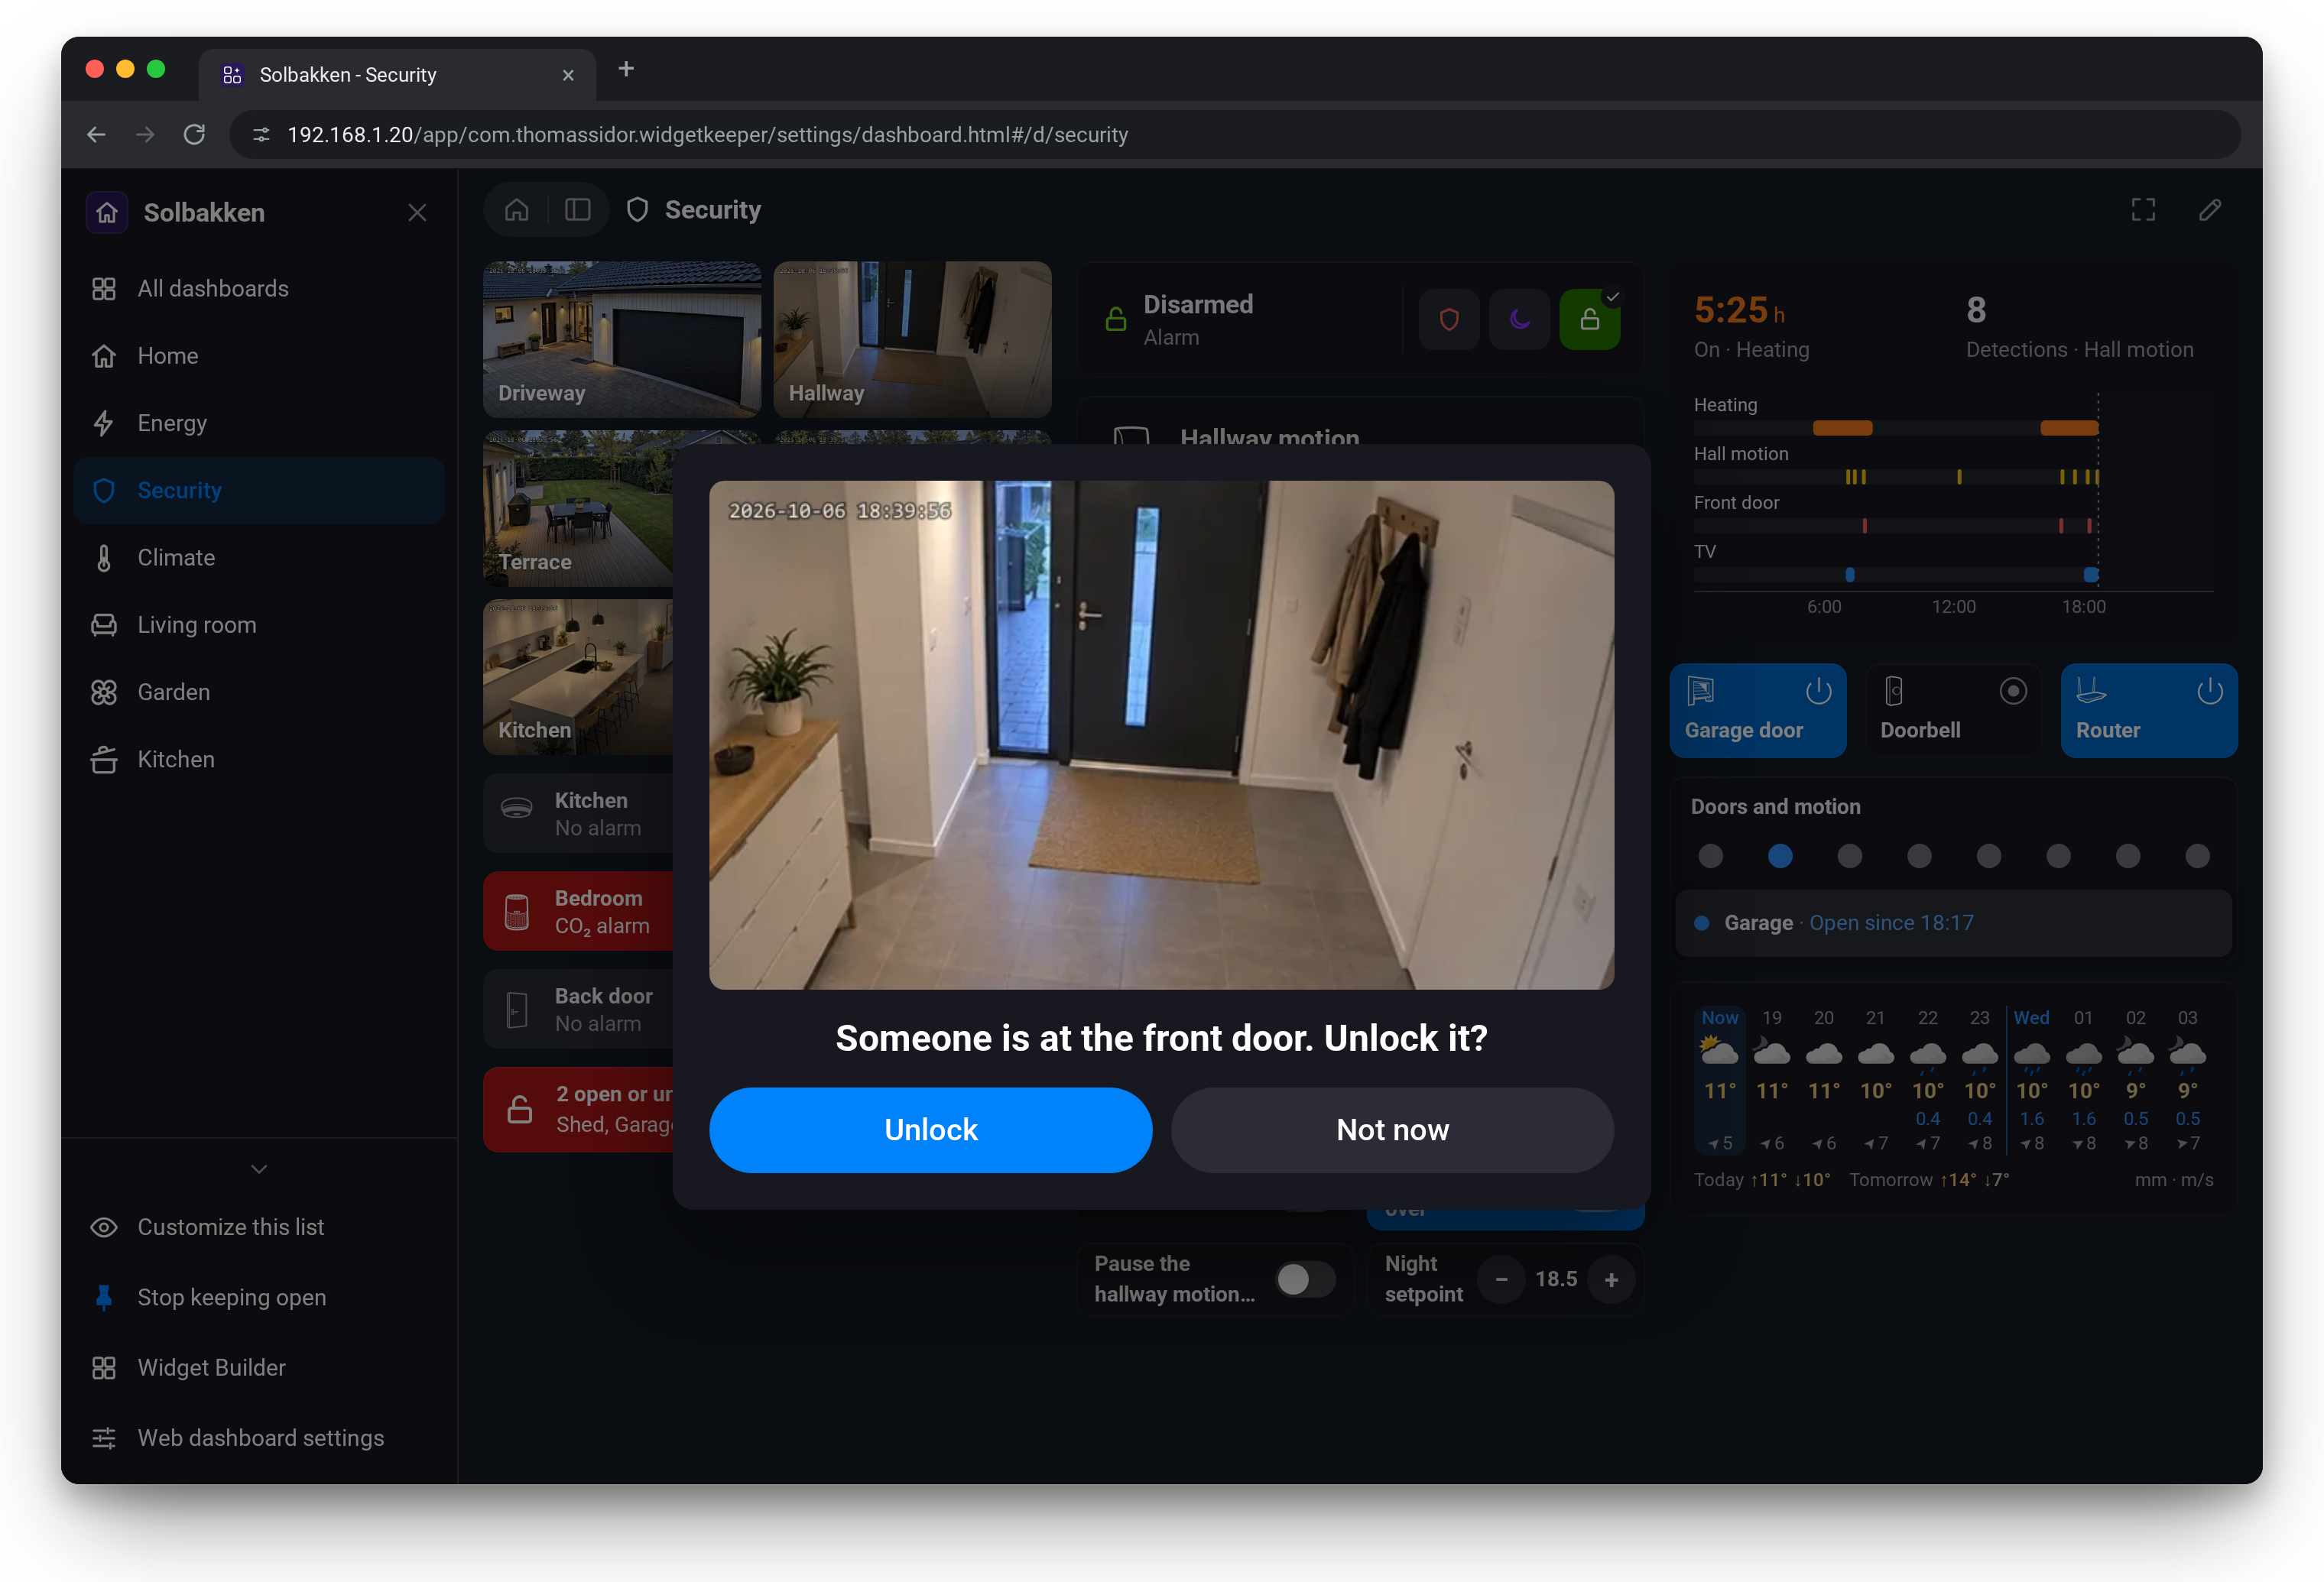 Solbakken - Security
192.168.1.20/app/com.thomassidor.widgetkeeper/settings/dashboard.html#/d/security
Solbakken
All dashboards
Home
Energy
Security
Climate
Living room
Garden
Kitchen
Customize this list
Stop keeping open
Widget Builder
Web dashboard settings
Security
Driveway
Hallway
Terrace
Kitchen
Kitchen
No alarm
Bedroom
CO₂ alarm
Back door
No alarm
2 open or un
Shed, Garag
Disarmed
Alarm
Hallway motion
2026-10-06 18:39:56
Someone is at the front door. Unlock it?
Unlock
Not now
over
Pause the
hallway motion…
Night
setpoint
− 18.5 +
5:25 h
On · Heating
8
Detections · Hall motion
Heating
Hall motion
Front door
TV
6:00 12:00 18:00
Garage door
Doorbell
Router
Doors and motion
Garage · Open since 18:17
Now 19 20 21 22 23 Wed 01 02 03
11° 11° 11° 10° 10° 10° 10° 10° 9° 9°
0.4 0.4 1.6 1.6 0.5 0.5
5 6 6 7 7 8 8 8 8 7
Today ↑11° ↓10° Tomorrow ↑14° ↓7° mm · m/s